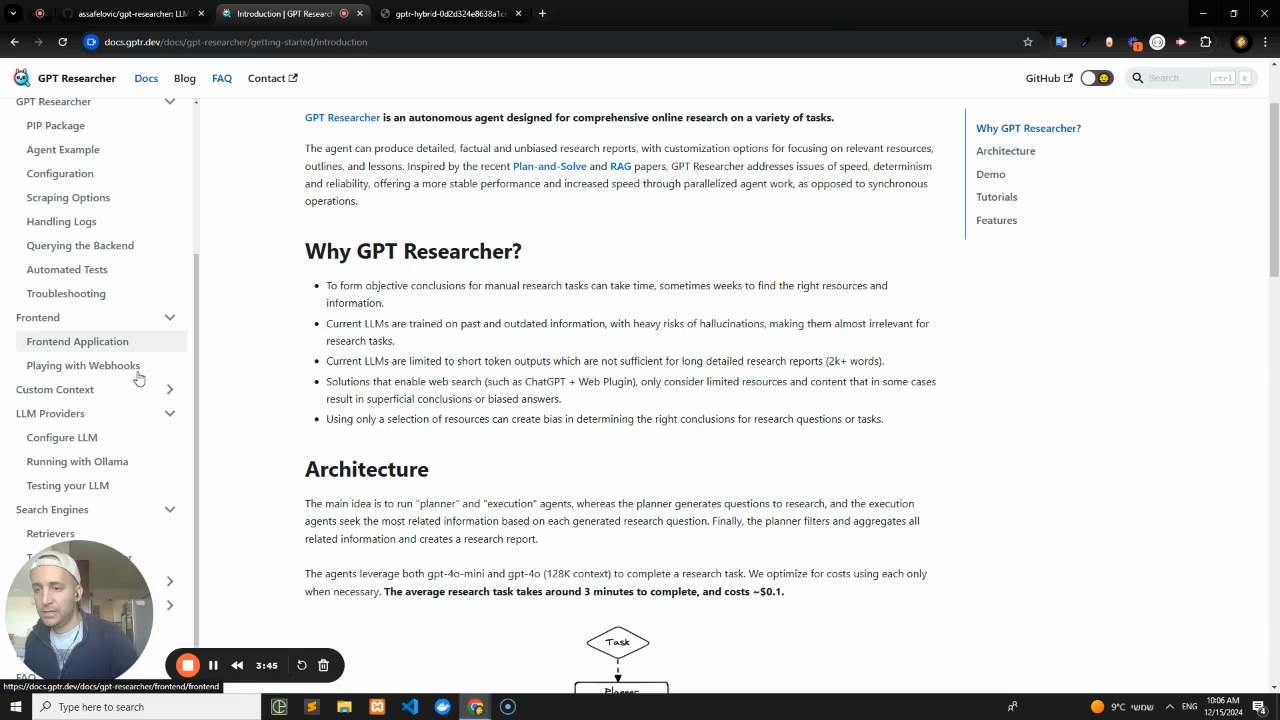 assafelovic/gpt-researcher: LLM
Introduction | GPT Research
gptr-hybrid-0d2d324e8638a1c
docs.gptr.dev/docs/gpt-researcher/getting-started/introduction
GPT Researcher
Docs
Blog
FAQ
Contact
GitHub
Search
ctrl
K
GPT Researcher
PIP Package
Agent Example
Configuration
Scraping Options
Handling Logs
Querying the Backend
Automated Tests
Troubleshooting
Frontend
Frontend Application
Playing with Webhooks
Custom Context
LLM Providers
Configure LLM
Running with Ollama
Testing your LLM
Search Engines
Retrievers
GPT Researcher is an autonomous agent designed for comprehensive online research on a variety of tasks.
The agent can produce detailed, factual and unbiased research reports, with customization options for focusing on relevant resources,
outlines, and lessons. Inspired by the recent Plan-and-Solve and RAG papers, GPT Researcher addresses issues of speed, determinism
and reliability, offering a more stable performance and increased speed through parallelized agent work, as opposed to synchronous
operations.
Why GPT Researcher?
• To form objective conclusions for manual research tasks can take time, sometimes weeks to find the right resources and
information.
• Current LLMs are trained on past and outdated information, with heavy risks of hallucinations, making them almost irrelevant for
research tasks.
• Current LLMs are limited to short token outputs which are not sufficient for long detailed research reports (2k+ words).
• Solutions that enable web search (such as ChatGPT + Web Plugin), only consider limited resources and content that in some cases
result in superficial conclusions or biased answers.
• Using only a selection of resources can create bias in determining the right conclusions for research questions or tasks.
Architecture
The main idea is to run "planner" and "execution" agents, whereas the planner generates questions to research, and the execution
agents seek the most related information based on each generated research question. Finally, the planner filters and aggregates all
related information and creates a research report.
The agents leverage both gpt-4o-mini and gpt-4o (128K context) to complete a research task. We optimize for costs using each only
when necessary. The average research task takes around 3 minutes to complete, and costs ~$0.1.
Task
Planner
Why GPT Researcher?
Architecture
Demo
Tutorials
Features
3:45
FAQ
https://docs.gptr.dev/docs/gpt-researcher/frontend/frontend
Type here to search
9°C
שמשי
ENG
10:06 AM
12/15/2024
4